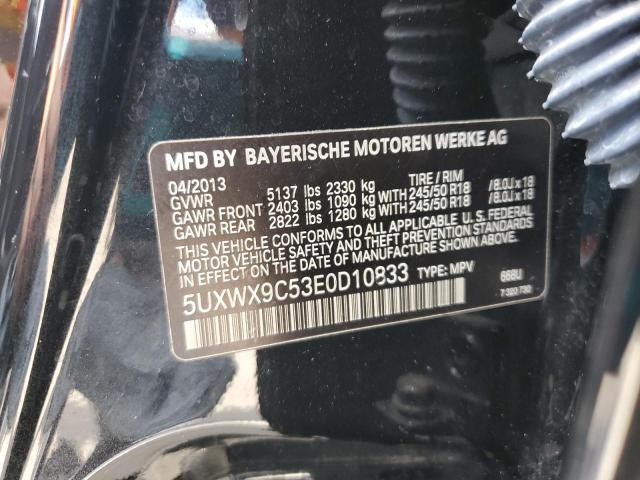 MFD BY BAYERISCHE MOTOREN WERKE AG
04/2013 TIRE / RIM
GVWR 5137 lbs 2330 kg
GAWR FRONT 2403 lbs 1090 kg WITH 245/50 R18 / 8.0J x 18
GAWR REAR 2822 lbs 1280 kg WITH 245/50 R18 / 8.0J x 18
THIS VEHICLE CONFORMS TO ALL APPLICABLE U.S. FEDERAL
MOTOR VEHICLE SAFETY AND THEFT PREVENTION STANDARDS
IN EFFECT ON THE DATE OF MANUFACTURE SHOWN ABOVE.
5UXWX9C53E0D10833 TYPE: MPV 668U
7 320 730